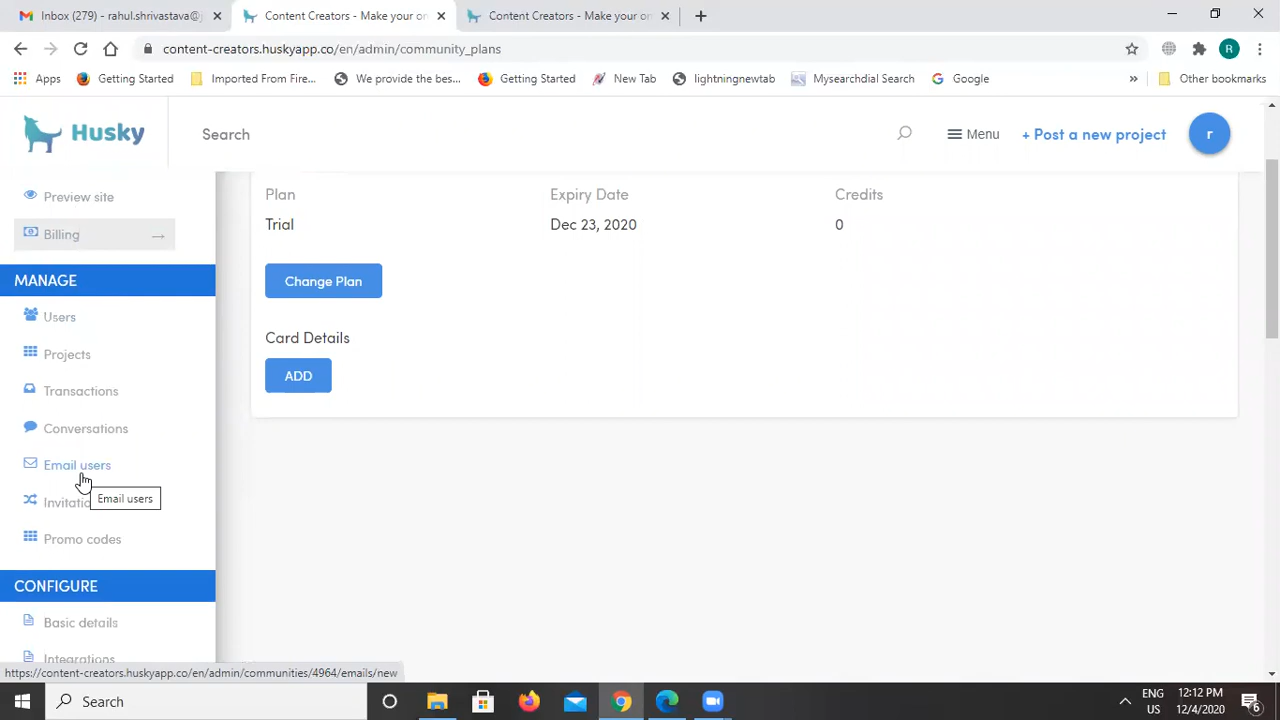 Inbox (279) - rahul.shrivastava@j
Content Creators - Make your on
Content Creators - Make your on
content-creators.huskyapp.co/en/admin/community_plans
R
Apps
Getting Started
Imported From Fire...
We provide the bes...
Getting Started
New Tab
lightningnewtab
Mysearchdial Search
Google
»
Other bookmarks
Husky
Search
Menu
+ Post a new project
r
Preview site
Billing
MANAGE
Users
Projects
Transactions
Conversations
Email users
Email users
Invitatio
Promo codes
CONFIGURE
Basic details
Integrations
Plan
Expiry Date
Credits
Trial
Dec 23, 2020
0
Change Plan
Card Details
ADD
https://content-creators.huskyapp.co/en/admin/communities/4964/emails/new
Search
ENG
US
12:12 PM
12/4/2020
6